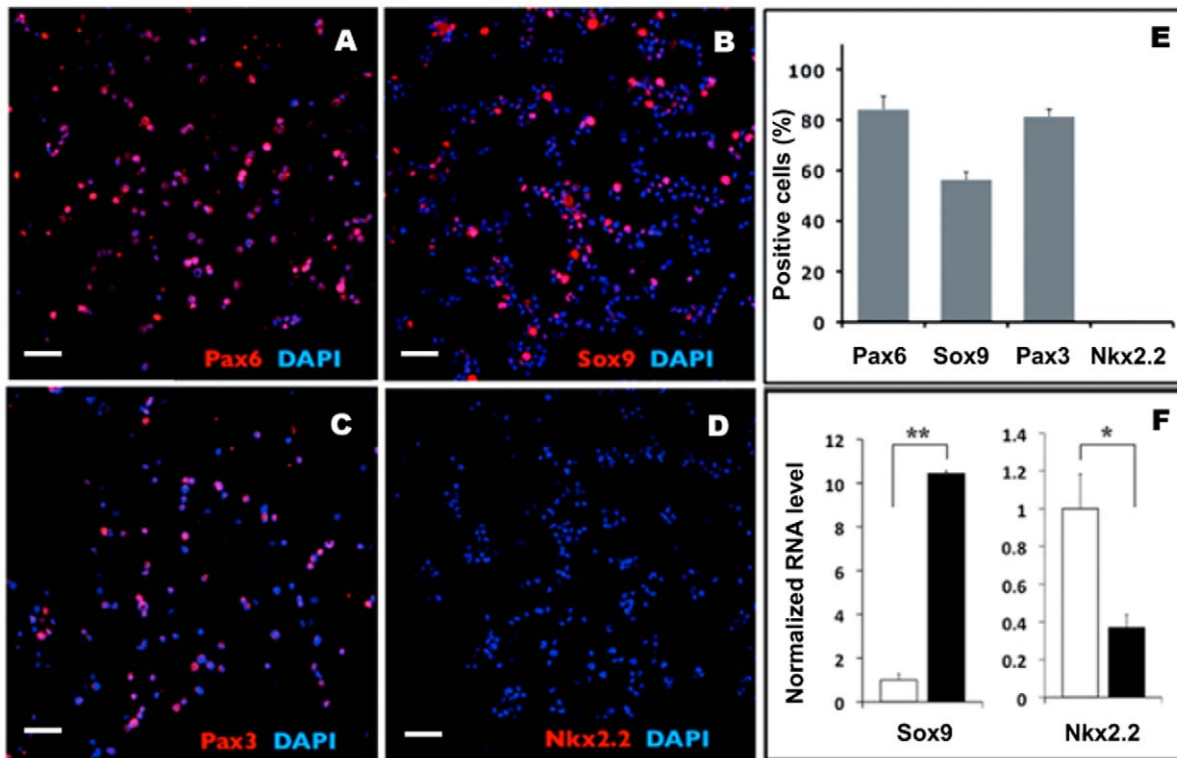 A
Pax6 DAPI
B
Sox9 DAPI
C
Pax3 DAPI
D
Nkx2.2 DAPI
E
Positive cells (%)
100
80
60
40
20
0
Pax6 Sox9 Pax3 Nkx2.2
F
Normalized RNA level
12
10
8
6
4
2
0
**
Sox9
1.4
1.2
1
0.8
0.6
0.4
0.2
0
*
Nkx2.2